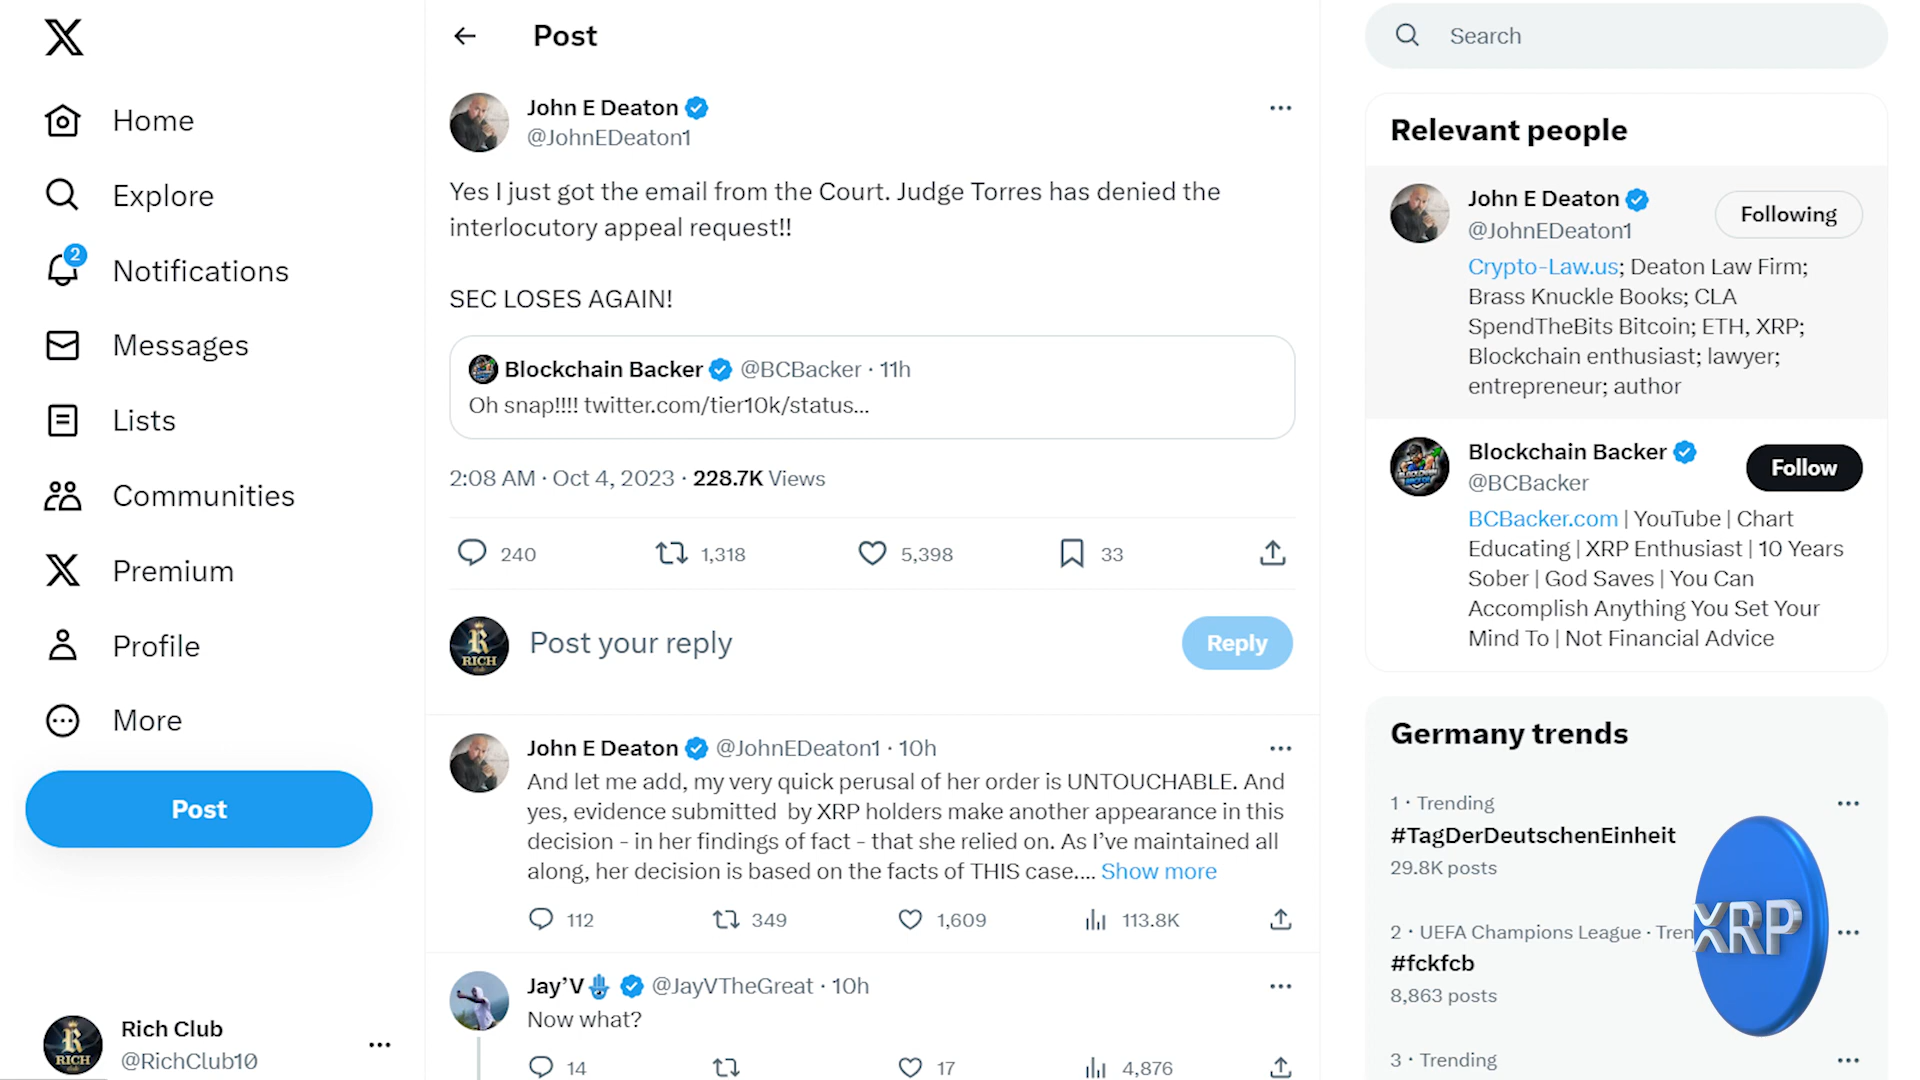 Home
Explore
2
Notifications
Messages
Lists
Communities
Premium
Profile
More
Post
Rich Club
@RichClub10
Post
John E Deaton
@JohnEDeaton1
Yes I just got the email from the Court. Judge Torres has denied the
interlocutory appeal request!!
SEC LOSES AGAIN!
Blockchain Backer @BCBacker · 11h
Oh snap!!!! twitter.com/tier10k/status...
2:08 AM · Oct 4, 2023 · 228.7K Views
240 1,318 5,398 33
R
RICH
Post your reply
Reply
John E Deaton @JohnEDeaton1 · 10h
And let me add, my very quick perusal of her order is UNTOUCHABLE. And
yes, evidence submitted by XRP holders make another appearance in this
decision - in her findings of fact - that she relied on. As I’ve maintained all
along, her decision is based on the facts of THIS case.... Show more
112 349 1,609 113.8K
Jay’V @JayVTheGreat · 10h
Now what?
14 17 4,876
Search
Relevant people
John E Deaton
@JohnEDeaton1
Following
Crypto-Law.us; Deaton Law Firm;
Brass Knuckle Books; CLA
SpendTheBits Bitcoin; ETH, XRP;
Blockchain enthusiast; lawyer;
entrepreneur; author
Blockchain Backer
@BCBacker
Follow
BCBacker.com | YouTube | Chart
Educating | XRP Enthusiast | 10 Years
Sober | God Saves | You Can
Accomplish Anything You Set Your
Mind To | Not Financial Advice
Germany trends
1 · Trending
#TagDerDeutschenEinheit
29.8K posts
2 · UEFA Champions League · Tren
#fckfcb
8,863 posts
3 · Trending
XRP